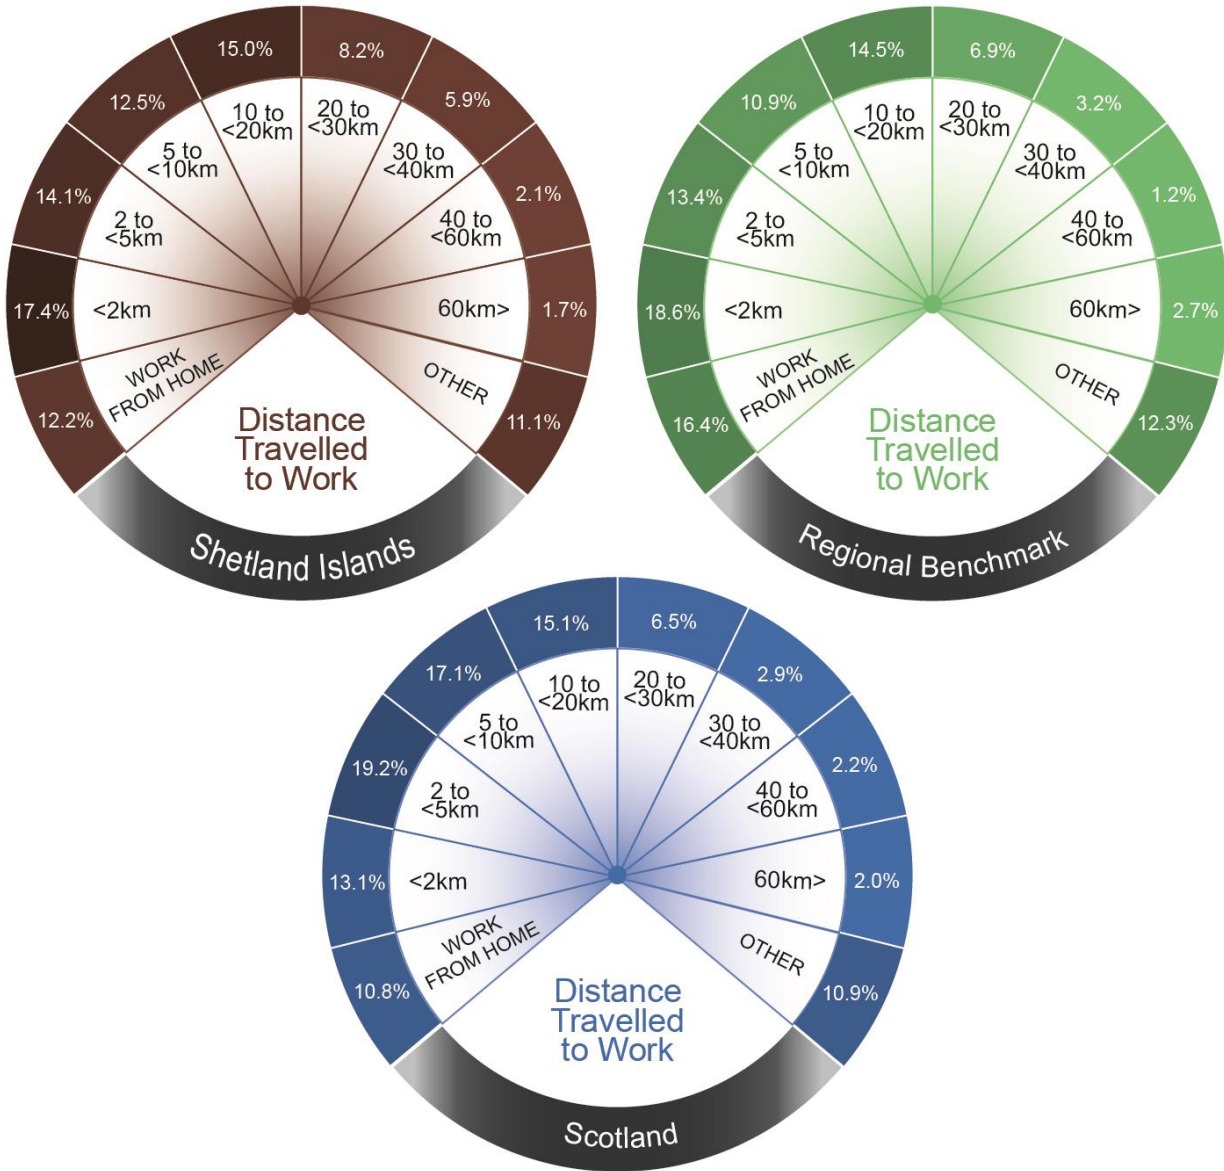 12.2%
17.4%
14.1%
12.5%
15.0%
8.2%
5.9%
2.1%
1.7%
11.1%
WORK
FROM HOME
<2km
2 to
<5km
5 to
<10km
10 to
<20km
20 to
<30km
30 to
<40km
40 to
<60km
60km>
OTHER
Distance
Travelled
to Work
Shetland Islands
16.4%
18.6%
13.4%
10.9%
14.5%
6.9%
3.2%
1.2%
2.7%
12.3%
WORK
FROM HOME
<2km
2 to
<5km
5 to
<10km
10 to
<20km
20 to
<30km
30 to
<40km
40 to
<60km
60km>
OTHER
Distance
Travelled
to Work
Regional Benchmark
10.8%
13.1%
19.2%
17.1%
15.1%
6.5%
2.9%
2.2%
2.0%
10.9%
WORK
FROM HOME
<2km
2 to
<5km
5 to
<10km
10 to
<20km
20 to
<30km
30 to
<40km
40 to
<60km
60km>
OTHER
Distance
Travelled
to Work
Scotland